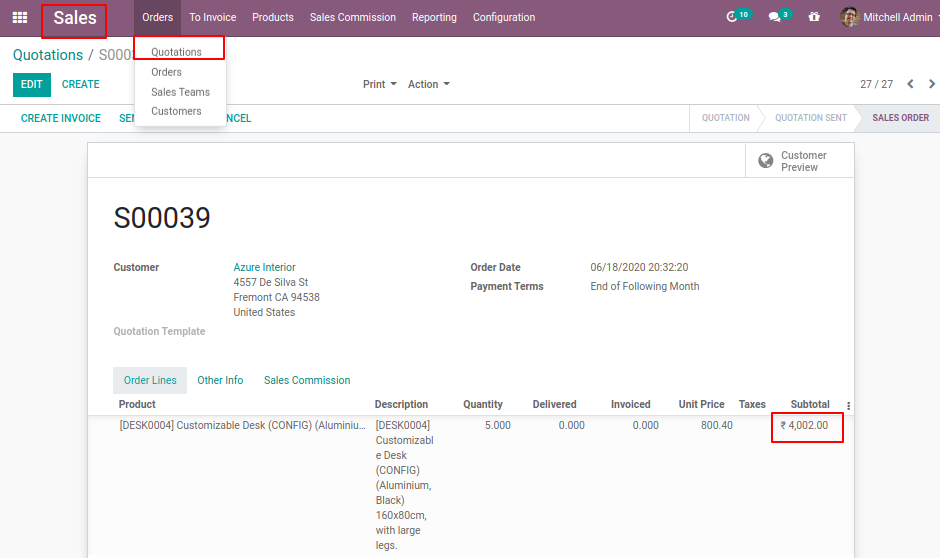 Sales Orders To Invoice Products Sales Commission Reporting Configuration 10 3 Mitchell Admin
Quotations
Orders
Sales Teams
Customers
Quotations / S00
EDIT CREATE Print Action 27 / 27
CREATE INVOICE QUOTATION QUOTATION SENT SALES ORDER
Customer
Preview
S00039
Customer Azure Interior Order Date 06/18/2020 20:32:20
4557 De Silva St Payment Terms End of Following Month
Fremont CA 94538
United States
Quotation Template
Order Lines Other Info Sales Commission
Product Description Quantity Delivered Invoiced Unit Price Taxes Subtotal
[DESK0004] Customizable Desk (CONFIG) (Aluminiu... [DESK0004] 5.000 0.000 0.000 800.40 ₹ 4,002.00
Customizabl
e Desk
(CONFIG)
(Aluminium,
Black)
160x80cm,
with large
legs.